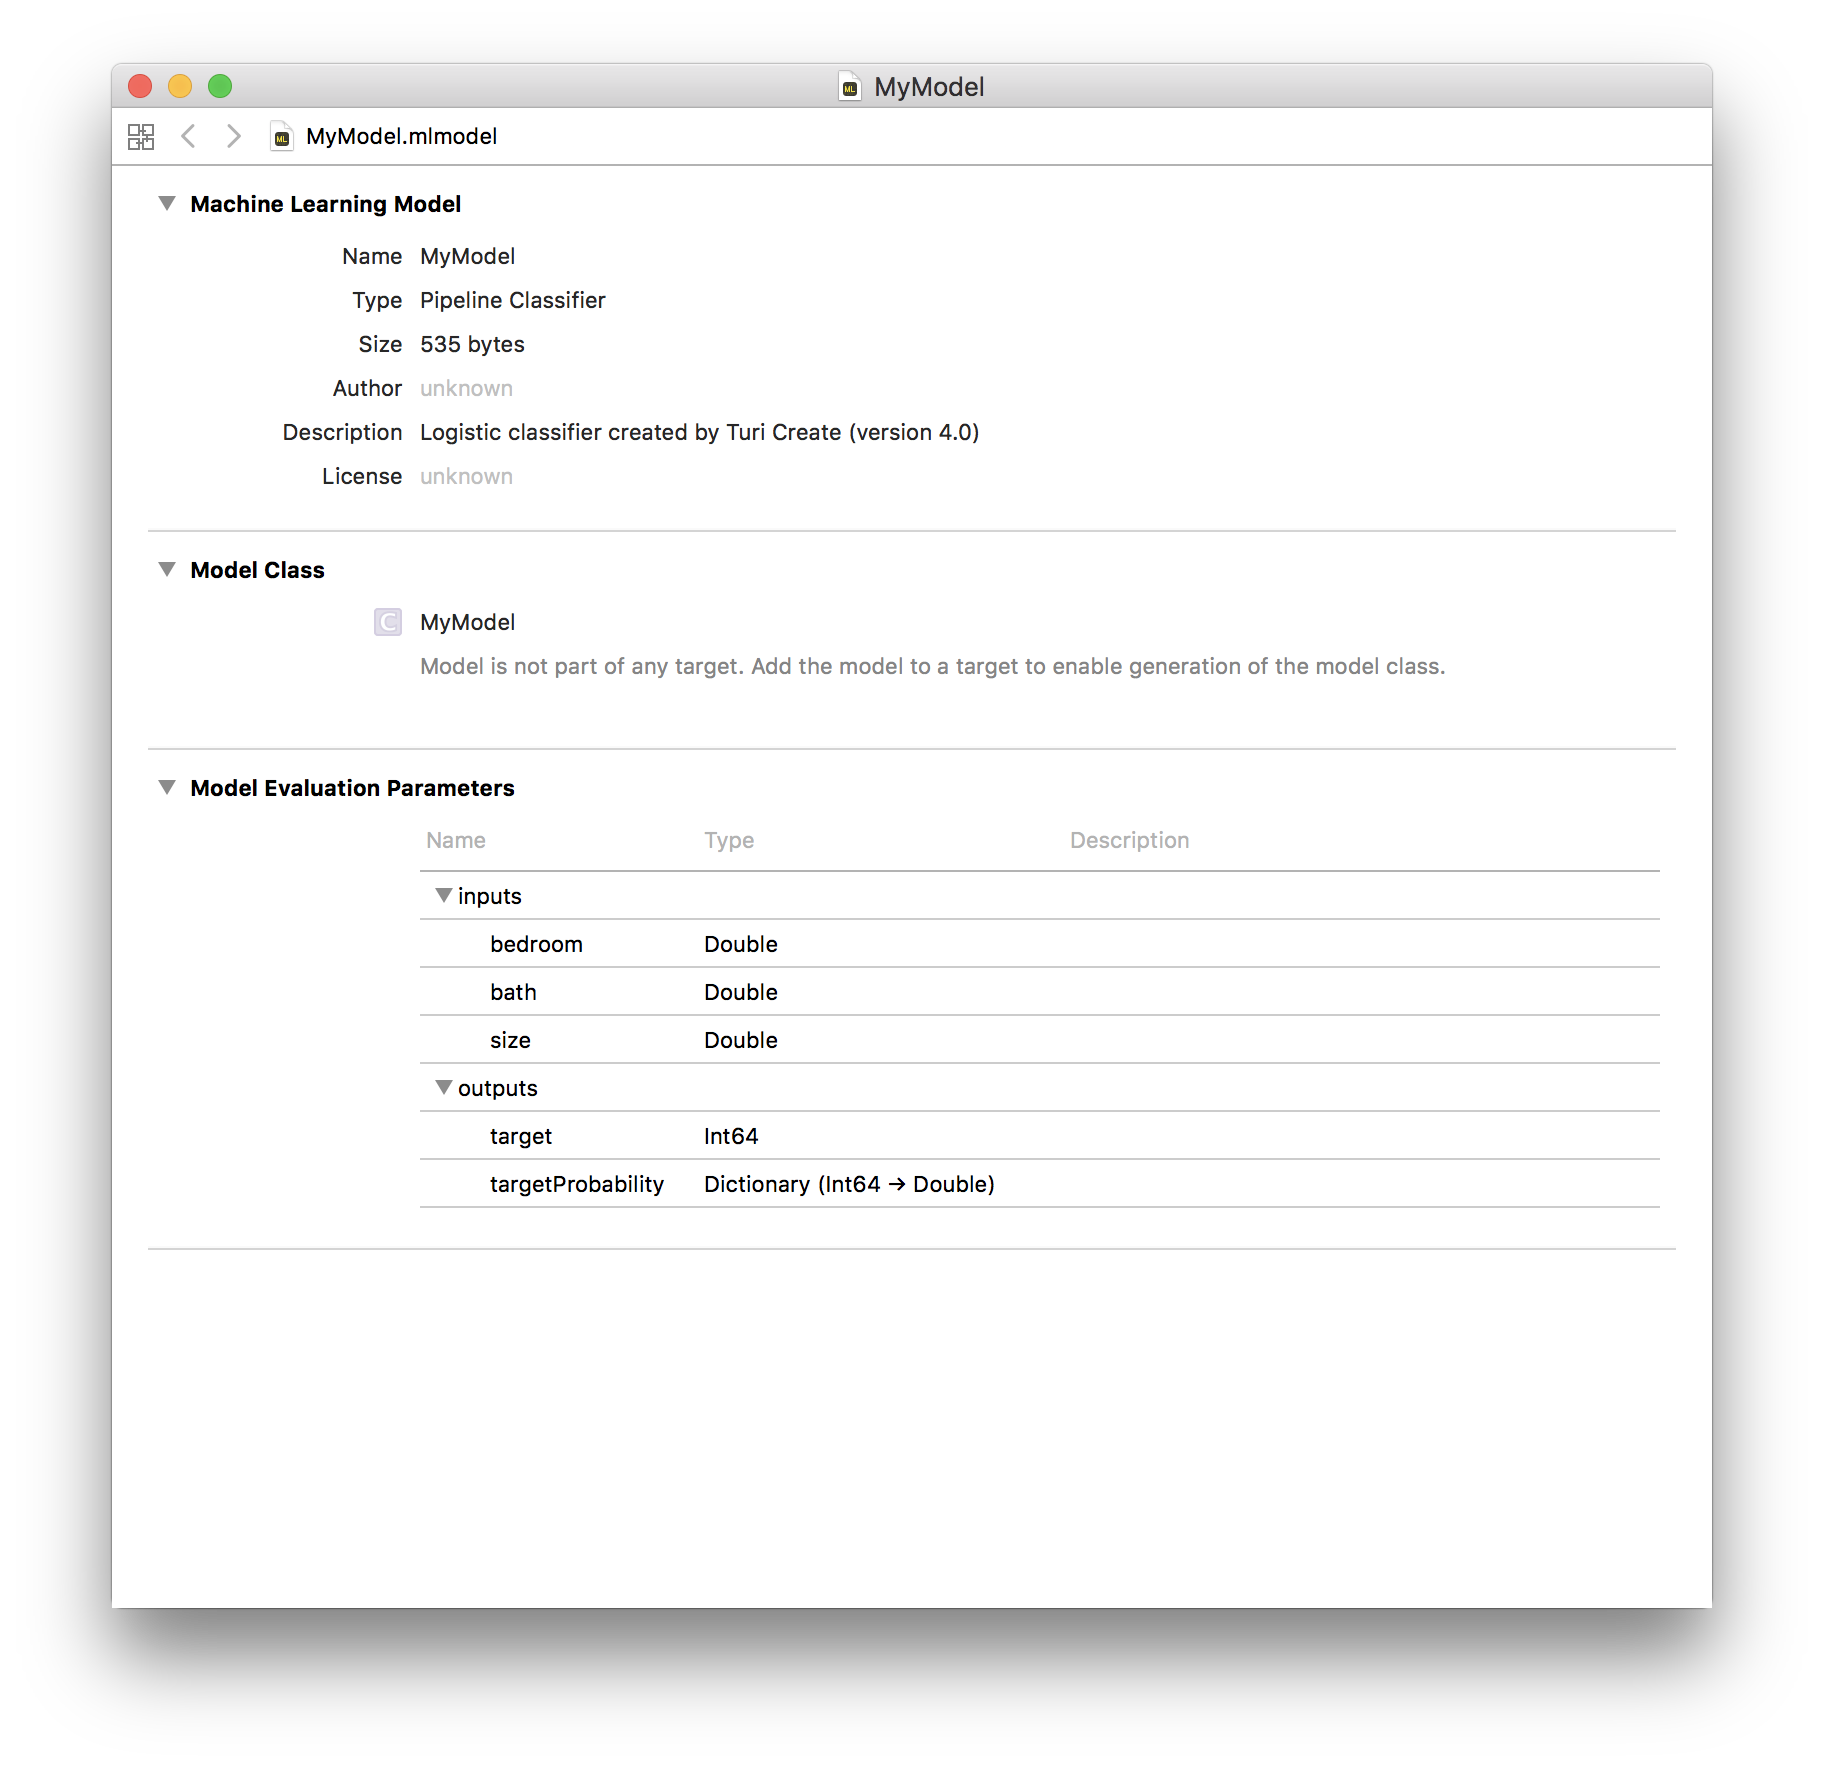 MyModel
MyModel.mlmodel
Machine Learning Model
Name MyModel
Type Pipeline Classifier
Size 535 bytes
Author unknown
Description Logistic classifier created by Turi Create (version 4.0)
License unknown
Model Class
C MyModel
Model is not part of any target. Add the model to a target to enable generation of the model class.
Model Evaluation Parameters
Name Type Description
inputs
bedroom Double
bath Double
size Double
outputs
target Int64
targetProbability Dictionary (Int64 → Double)